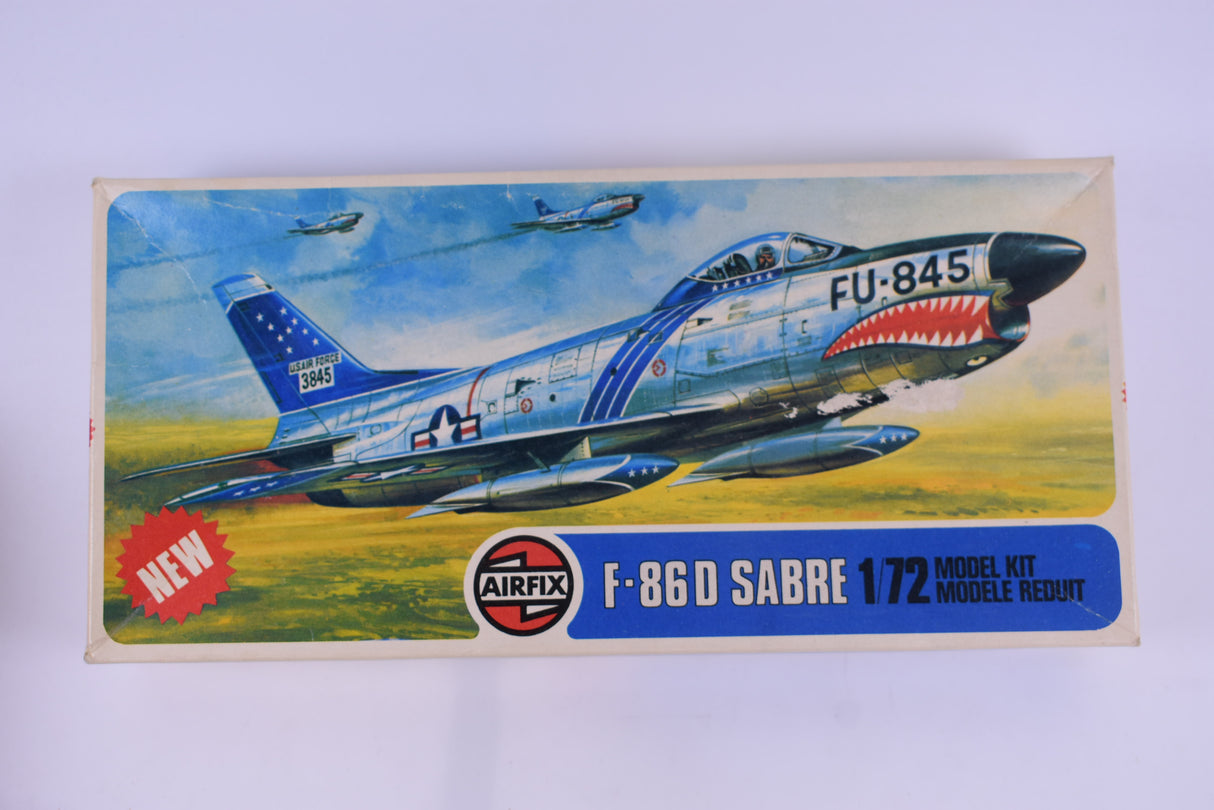 FU-845
U.S. AIR FORCE
3845
NEW
AIRFIX
F-86D SABRE 1/72 MODEL KIT
MODELE REDUIT